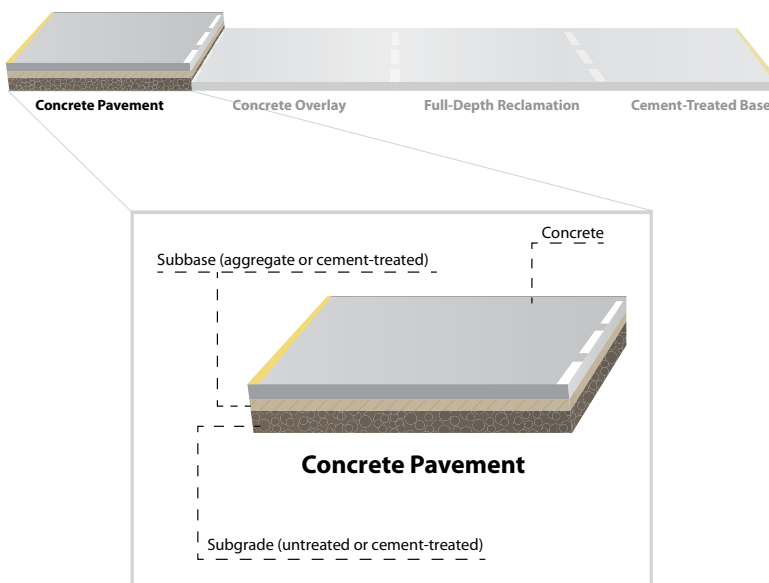 Concrete Pavement
Concrete Overlay
Full-Depth Reclamation
Cement-Treated Base
Concrete
Subbase (aggregate or cement-treated)
Concrete Pavement
Subgrade (untreated or cement-treated)